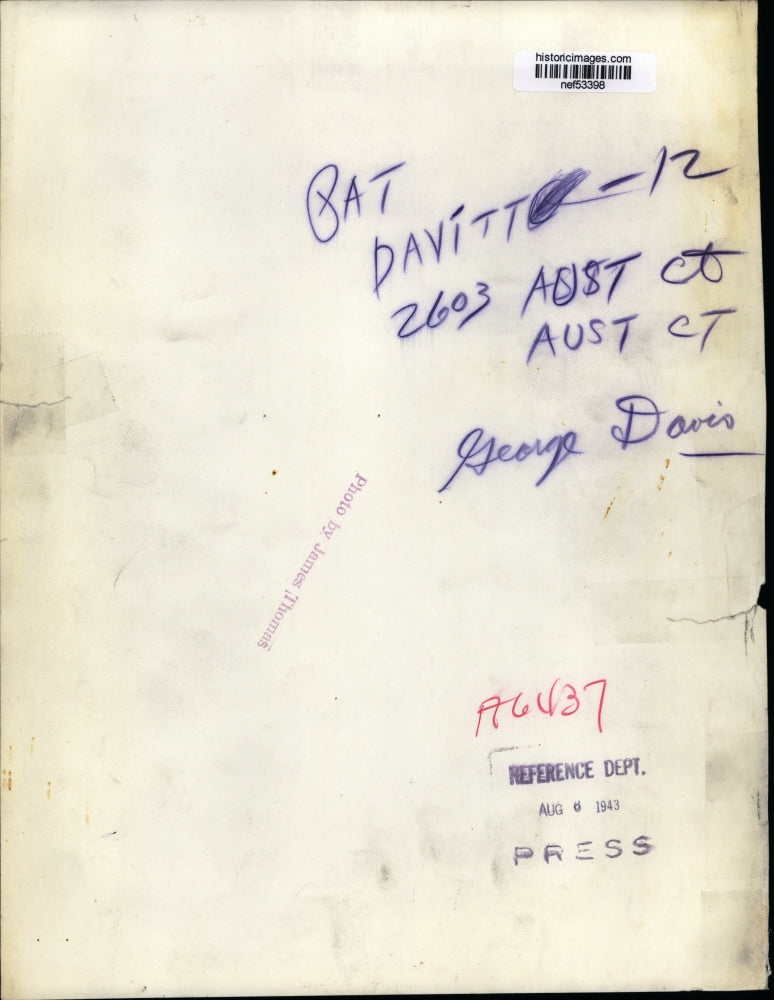 historicimages.com
nef53398
PAT
DAVITT - 12
2603 AUST Ct
AUST CT
George Davis
Photo by James Thomas
A6437
REFERENCE DEPT.
AUG 6 1943
PRESS